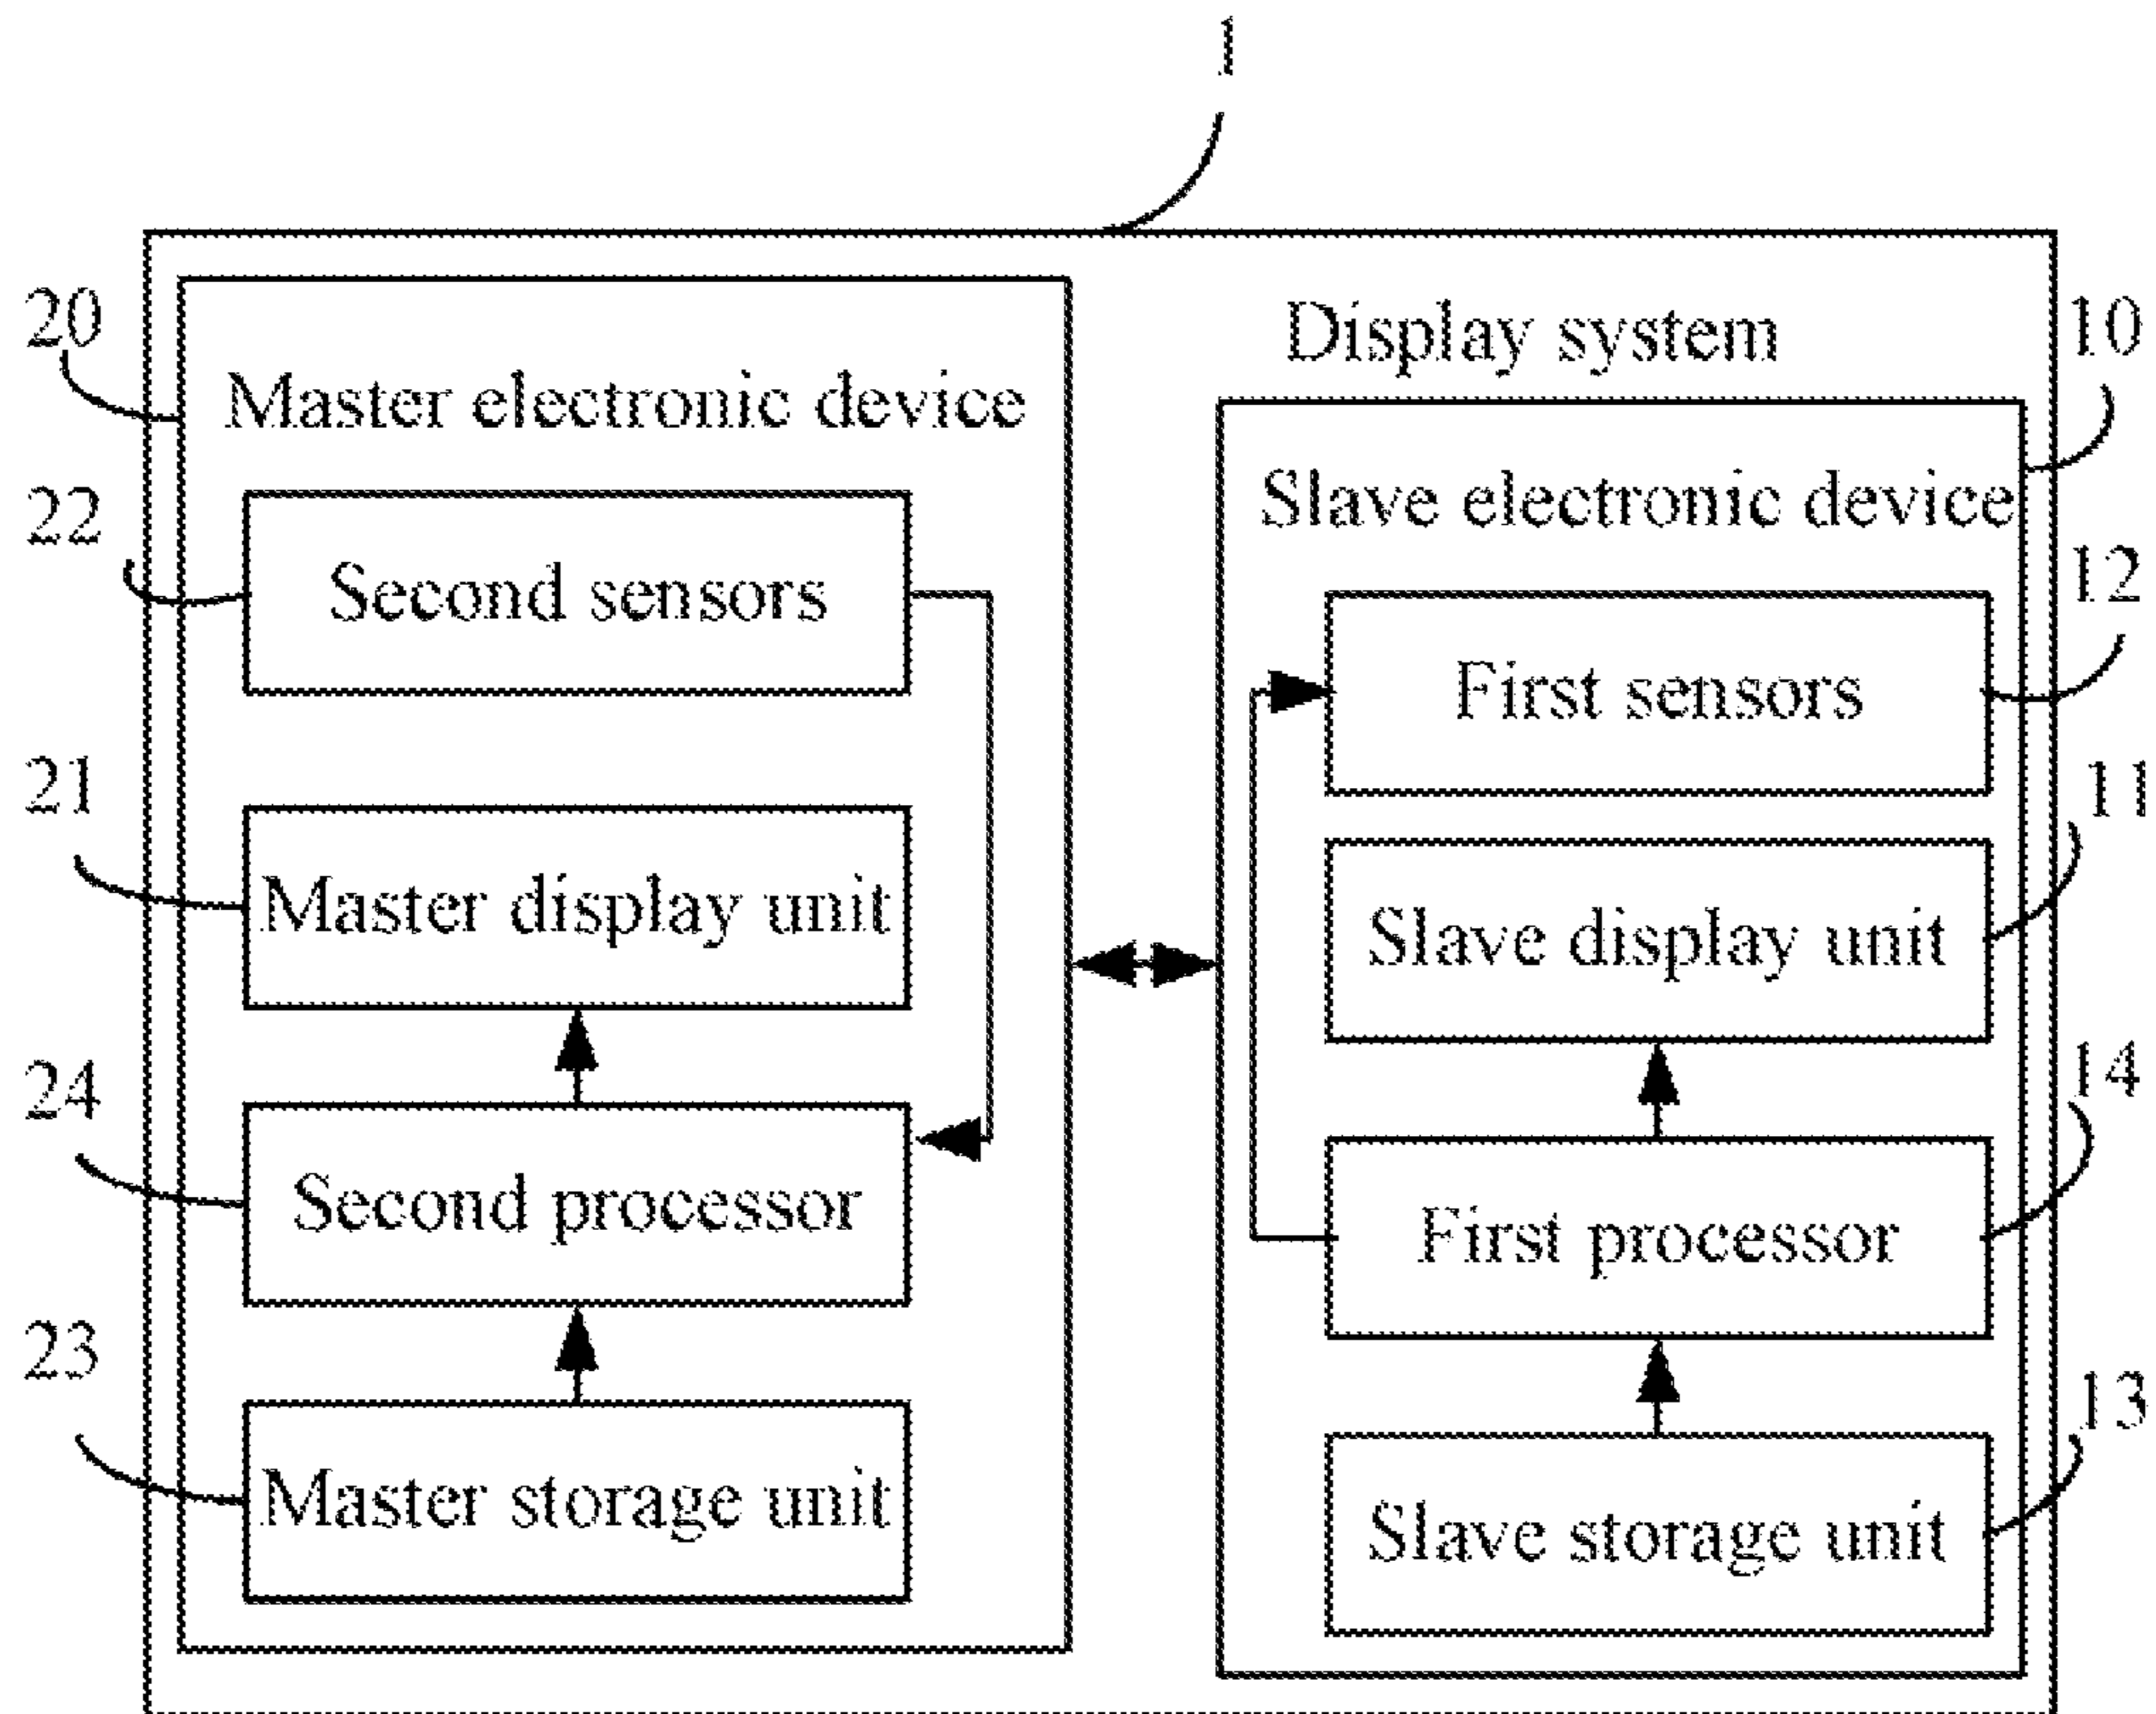 1
Display system
20
Master electronic device
22
Second sensors
21
Master display unit
24
Second processor
23
Master storage unit
10
Slave electronic device
12
First sensors
11
Slave display unit
14
First processor
13
Slave storage unit